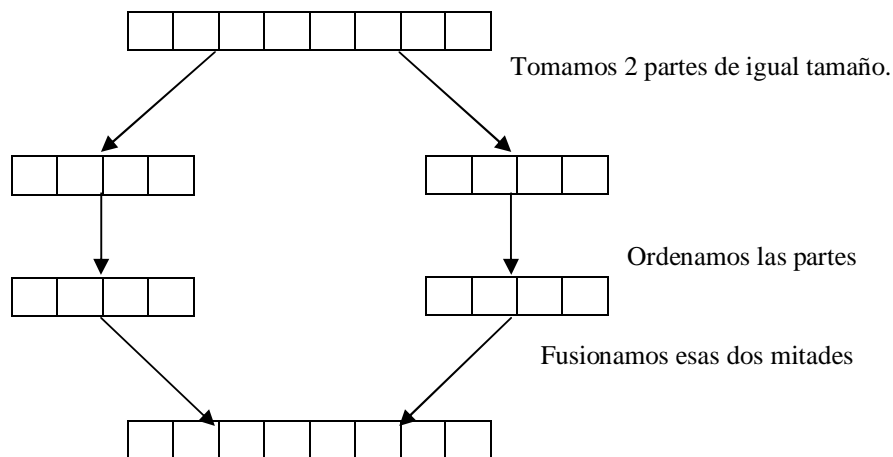 Tomamos 2 partes de igual tamaño.
Ordenamos las partes
Fusionamos esas dos mitades